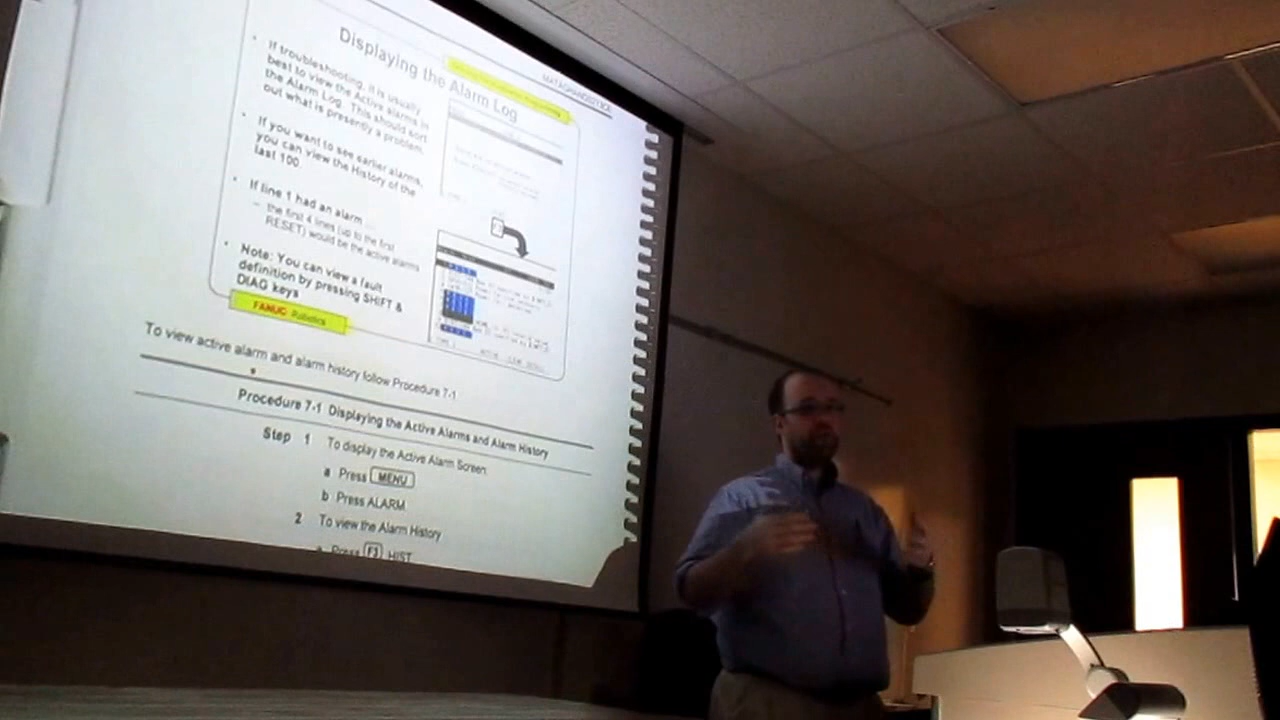 Displaying the Alarm Log
If troubleshooting, it is usually
best to view the Active alarms in
the Alarm Log. This should sort
out what is presently a problem
If you want to see earlier alarms,
you can view the History of the
last 100
If line 1 had an alarm
– the first 4 lines (up to the first
RESET) would be the active alarms
Note: You can view a fault
definition by pressing SHIFT &
DIAG keys
FANUC Robotics
To view active alarm and alarm history follow Procedure 7-1
Procedure 7-1 Displaying the Active Alarms and Alarm History
Step 1 To display the Active Alarm Screen:
a Press MENU
b Press ALARM.
2 To view the Alarm History
a Press F3 HIST